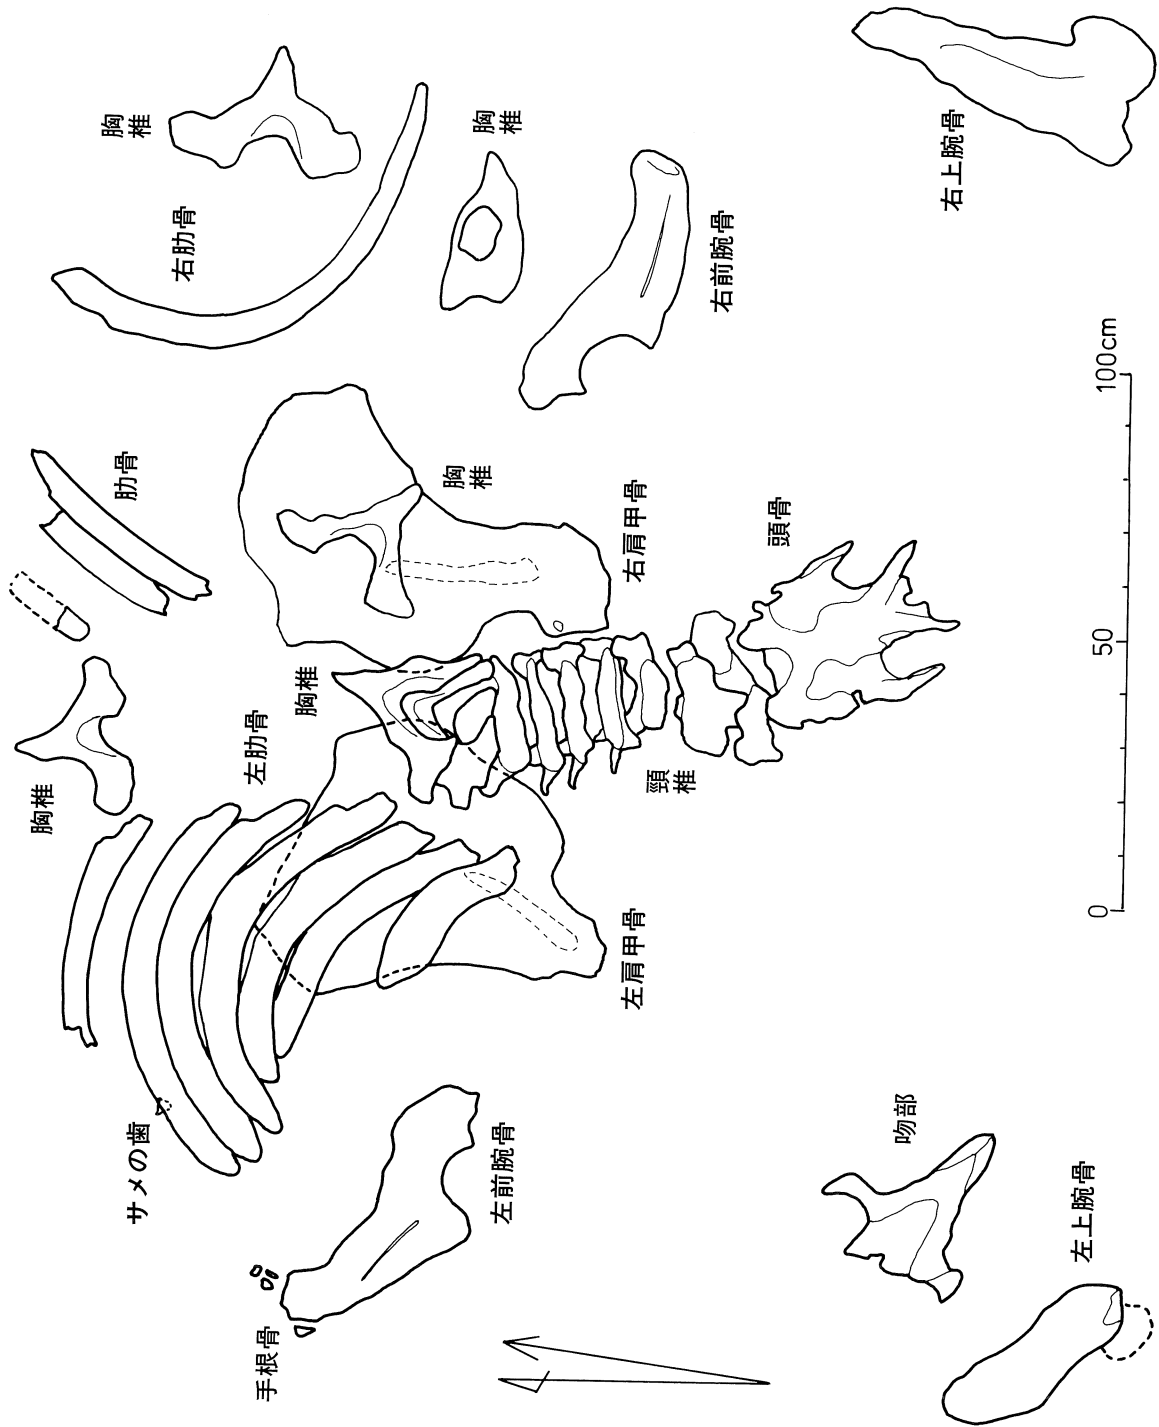 胸椎
右肋骨
胸椎
右前腕骨
右上腕骨
肋骨
胸椎
右肩甲骨
頭骨
100cm
50
0
胸椎
左肋骨
胸椎
頸椎
左肩甲骨
サメの歯
左前腕骨
手根骨
吻部
左上腕骨